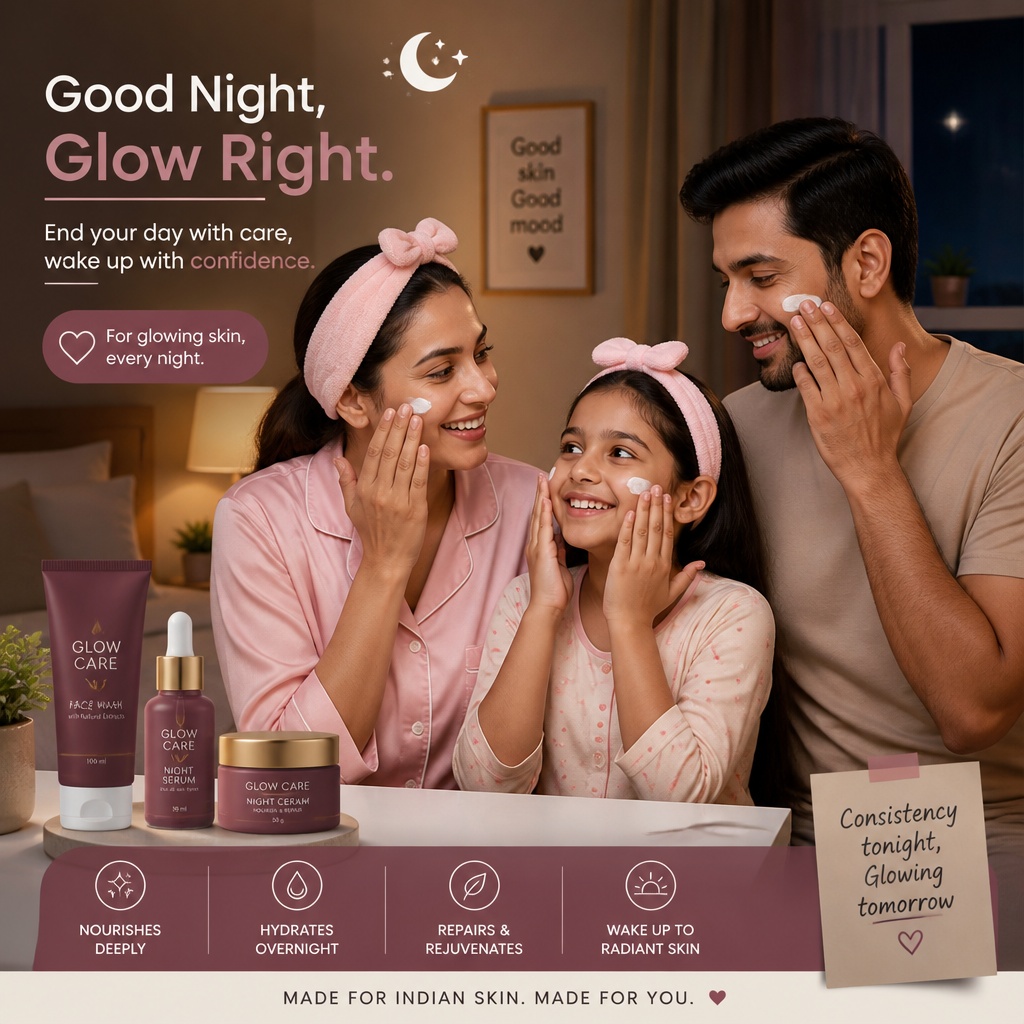 Good Night,
Glow Right.
End your day with care,
wake up with confidence.
For glowing skin,
every night.
Good
skin
Good
mood
GLOW
CARE
FACE WASH
with Natural Extracts
100 ml
GLOW
CARE
NIGHT
SERUM
30 ml
GLOW CARE
NIGHT CERAM
NOURISH & REPAIR
50 g
NOURISHES
DEEPLY
HYDRATES
OVERNIGHT
REPAIRS &
REJUVENATES
WAKE UP TO
RADIANT SKIN
Consistency
tonight,
Glowing
tomorrow
MADE FOR INDIAN SKIN. MADE FOR YOU.